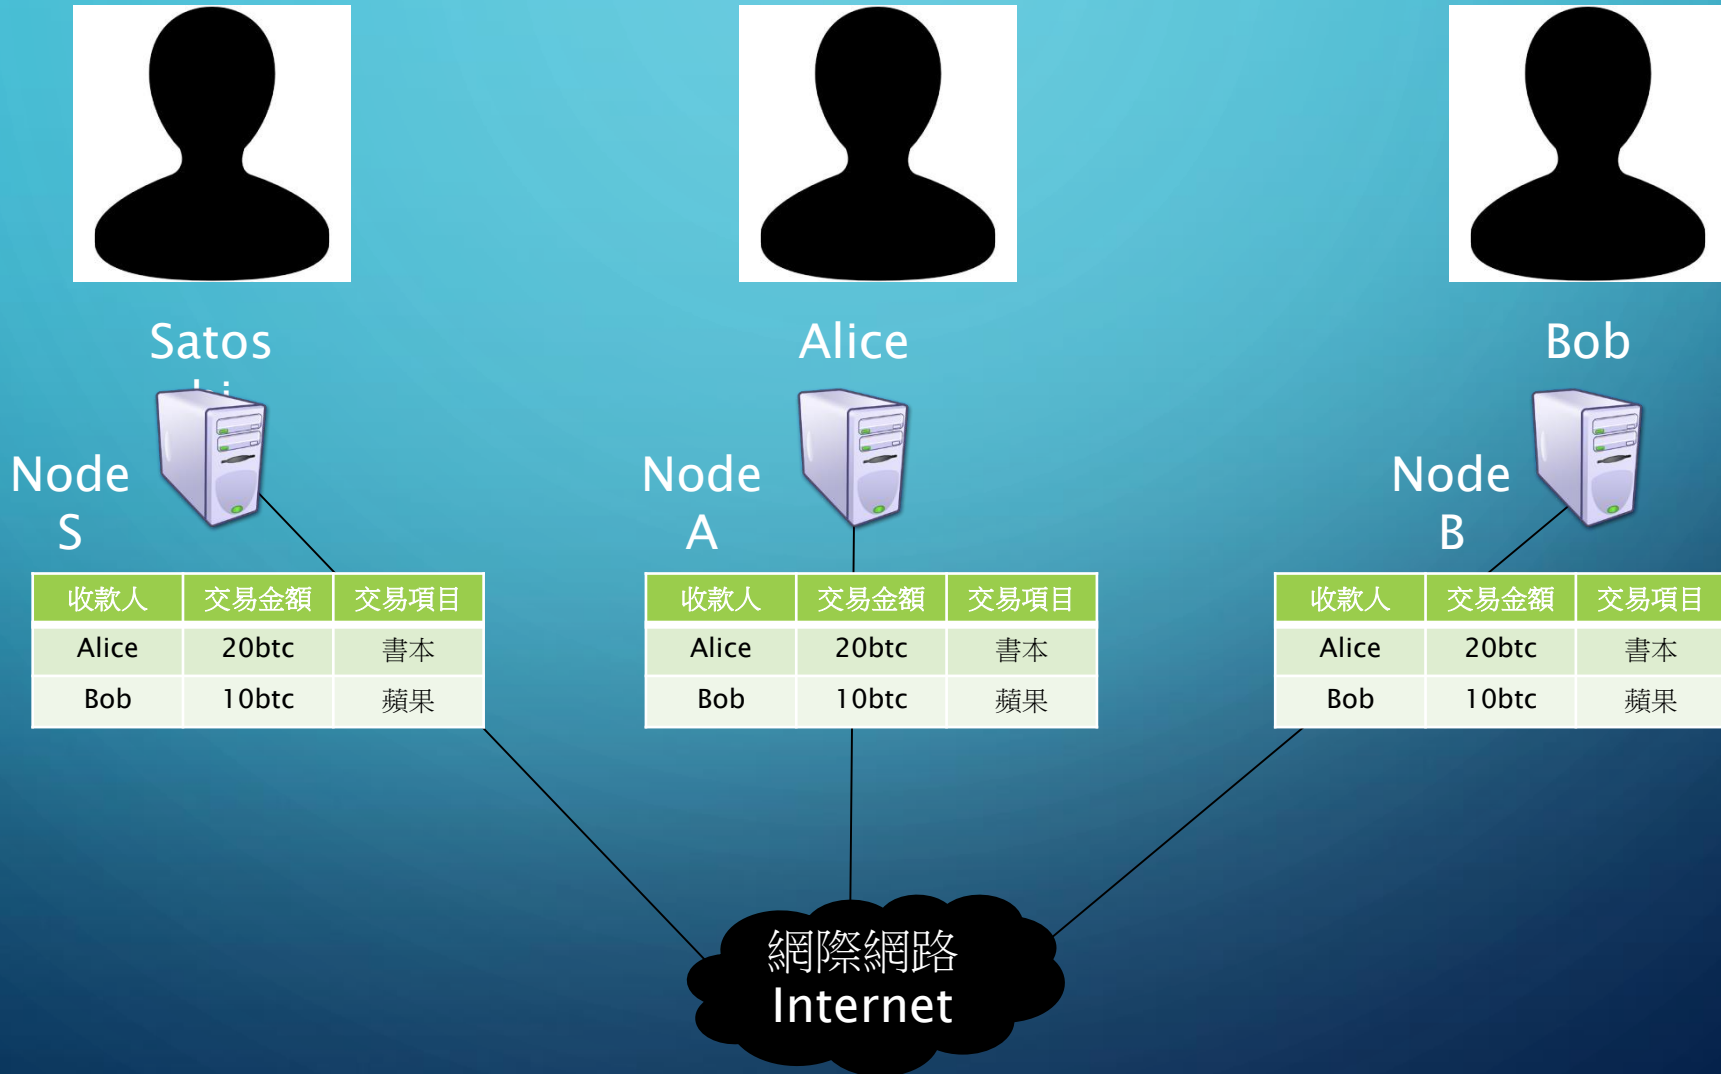 Satos
hi
Alice
Bob
Node
S
Node
A
Node
B
收款人 交易金額 交易項目
Alice 20btc 書本
Bob 10btc 蘋果
收款人 交易金額 交易項目
Alice 20btc 書本
Bob 10btc 蘋果
收款人 交易金額 交易項目
Alice 20btc 書本
Bob 10btc 蘋果
網際網路
Internet